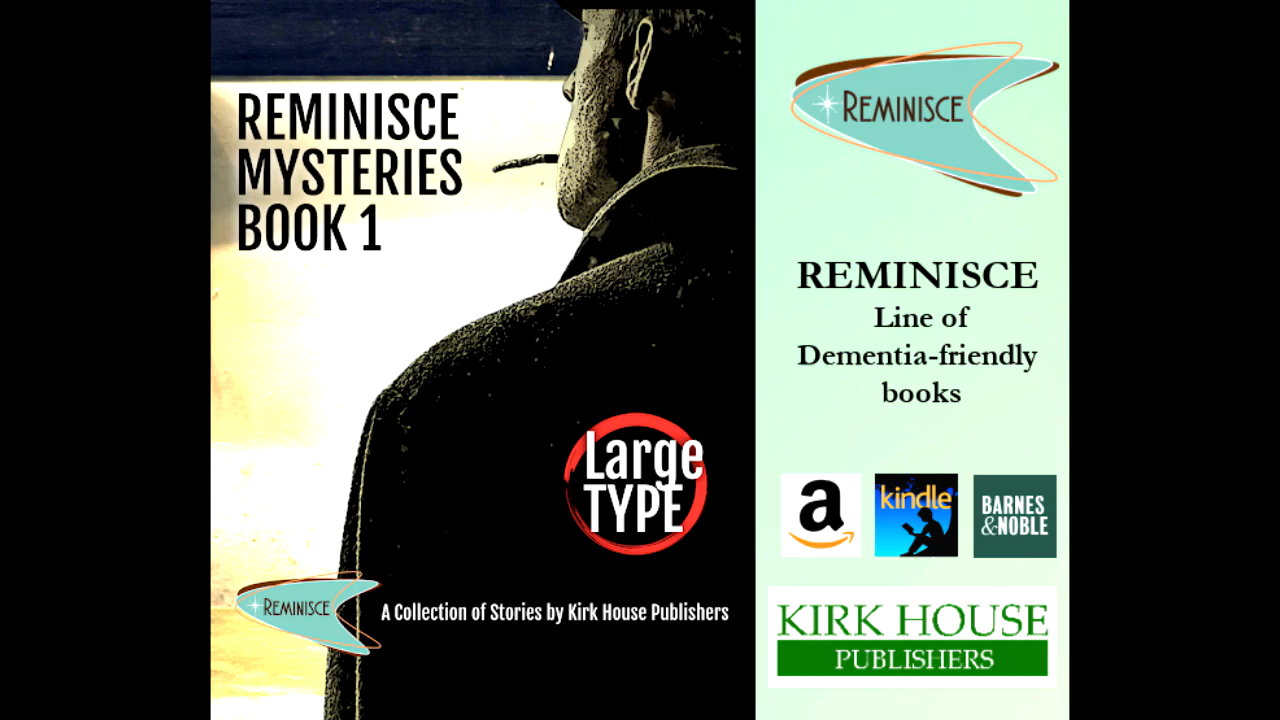 REMINISCE
MYSTERIES
BOOK 1
Large
TYPE
REMINISCE
A Collection of Stories by Kirk House Publishers
REMINISCE
REMINISCE
Line of
Dementia-friendly
books
a
kindle
BARNES
&NOBLE
KIRK HOUSE
PUBLISHERS